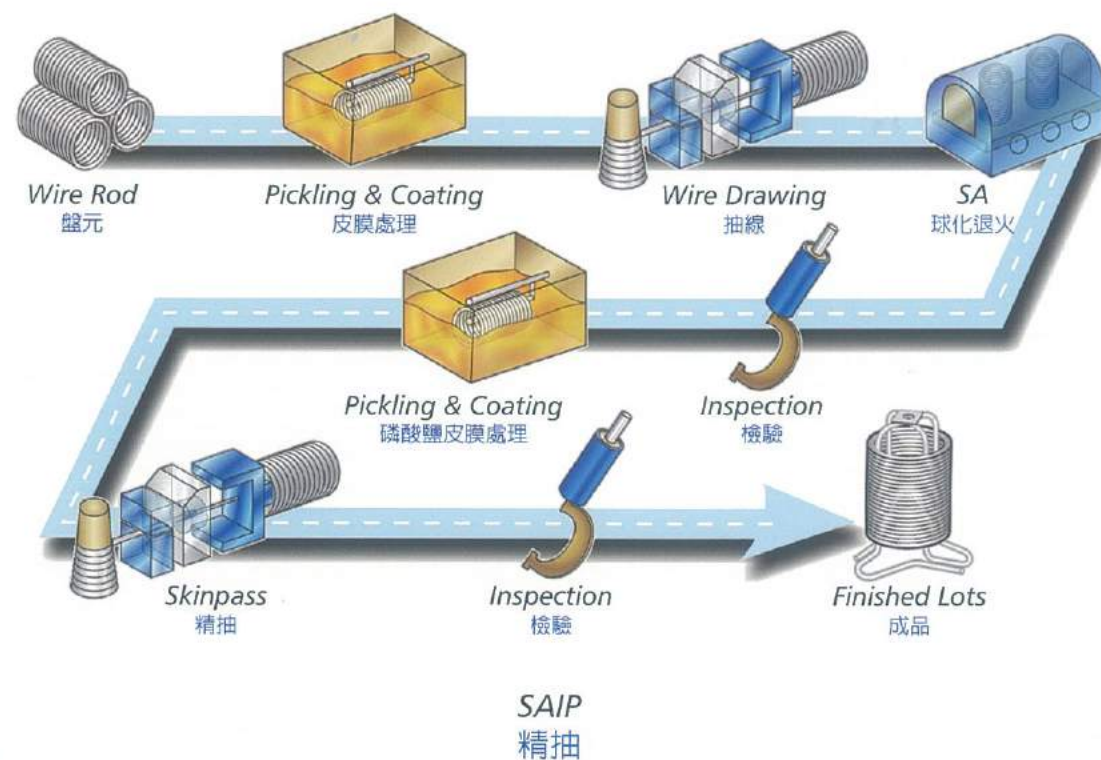 Wire Rod
盤元
Pickling & Coating
皮膜處理
Wire Drawing
抽線
SA
球化退火
Inspection
檢驗
Pickling & Coating
磷酸鹽皮膜處理
Skinpass
精抽
Inspection
檢驗
Finished Lots
成品
SAIP
精抽